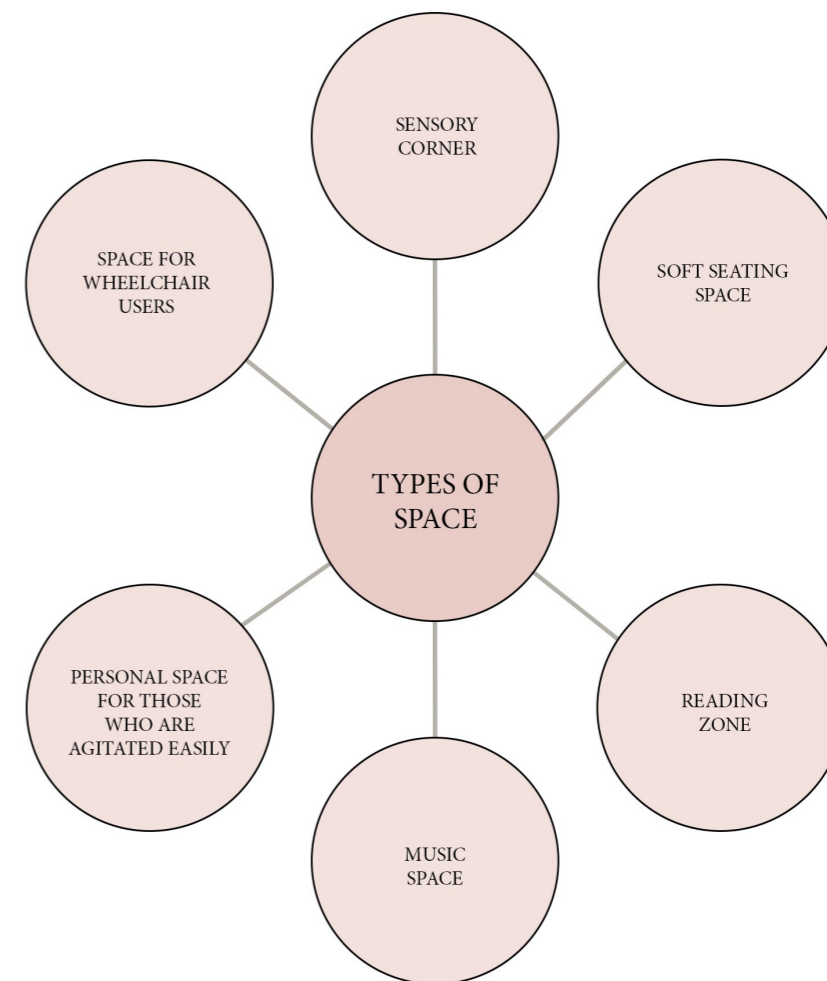 SENSORY
CORNER
SPACE FOR
WHEELCHAIR
USERS
SOFT SEATING
SPACE
TYPES OF
SPACE
PERSONAL SPACE
FOR THOSE
WHO ARE
AGITATED EASILY
READING
ZONE
MUSIC
SPACE